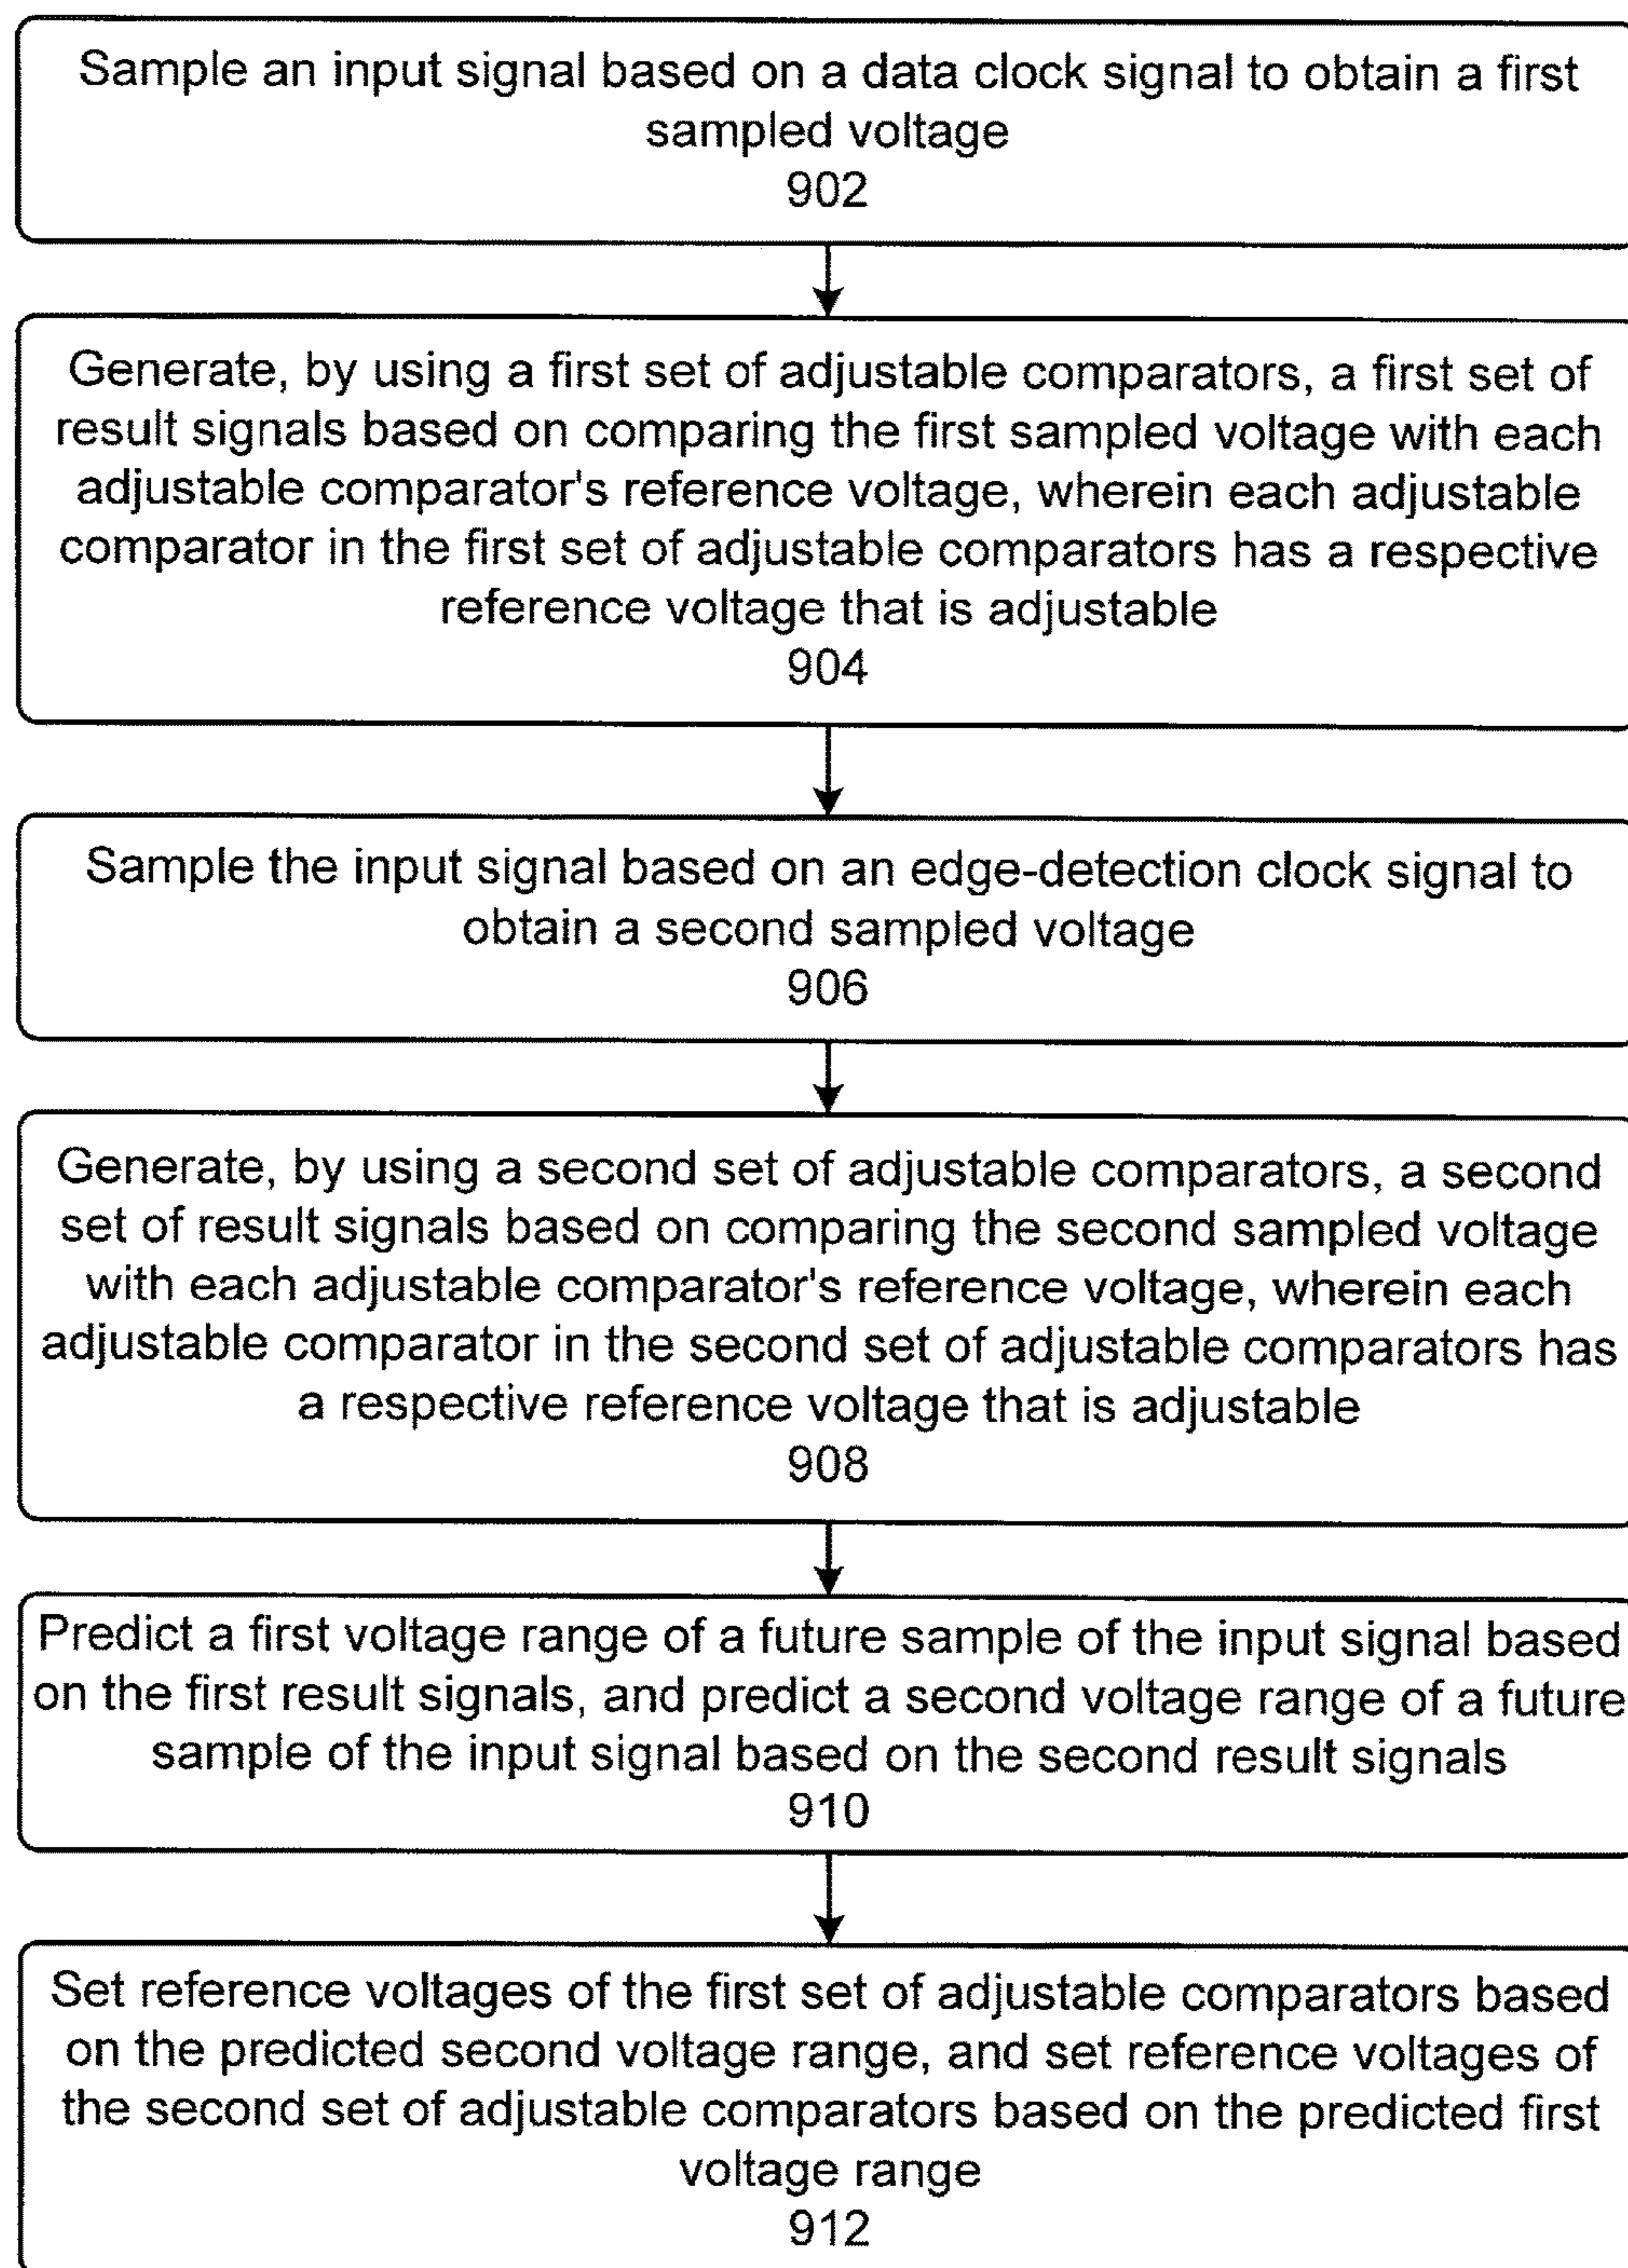 Sample an input signal based on a data clock signal to obtain a first
sampled voltage
902
Generate, by using a first set of adjustable comparators, a first set of
result signals based on comparing the first sampled voltage with each
adjustable comparator's reference voltage, wherein each adjustable
comparator in the first set of adjustable comparators has a respective
reference voltage that is adjustable
904
Sample the input signal based on an edge-detection clock signal to
obtain a second sampled voltage
906
Generate, by using a second set of adjustable comparators, a second
set of result signals based on comparing the second sampled voltage
with each adjustable comparator's reference voltage, wherein each
adjustable comparator in the second set of adjustable comparators has
a respective reference voltage that is adjustable
908
Predict a first voltage range of a future sample of the input signal based
on the first result signals, and predict a second voltage range of a future
sample of the input signal based on the second result signals
910
Set reference voltages of the first set of adjustable comparators based
on the predicted second voltage range, and set reference voltages of
the second set of adjustable comparators based on the predicted first
voltage range
912